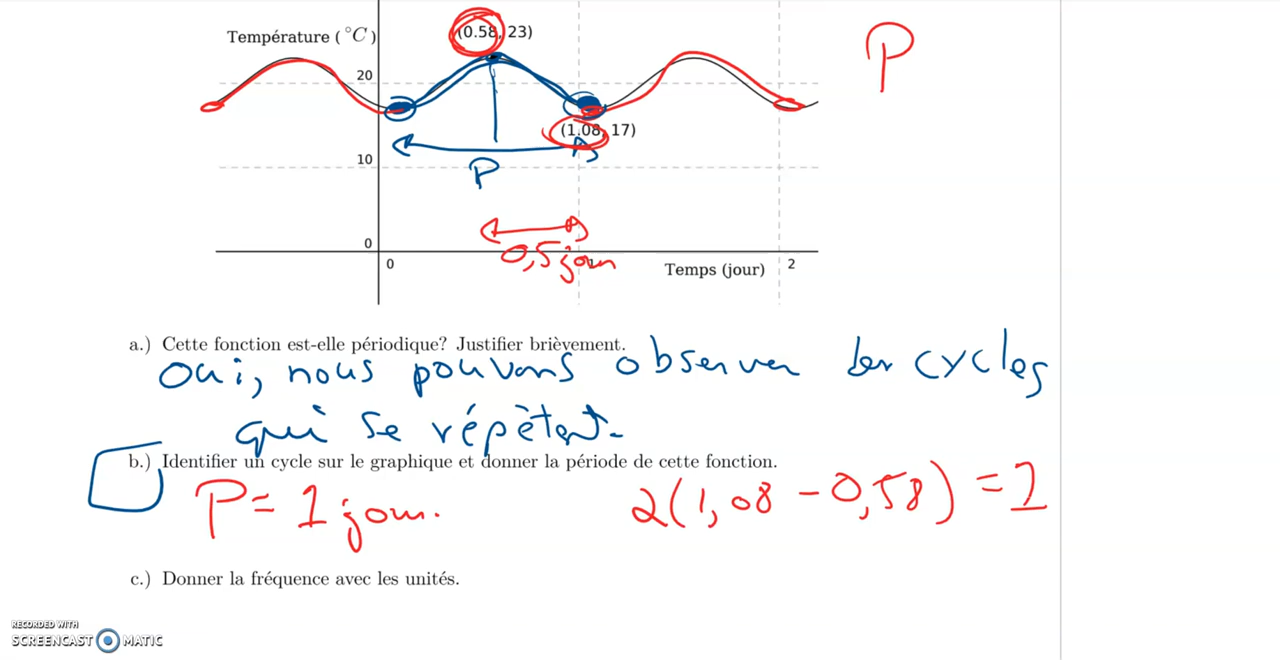 (0.58, 23)
Température (°C)
P
20
(1.08, 17)
10
P
0
0,5 jour
0
1
Temps (jour)
2
a.) Cette fonction est-elle périodique? Justifier brièvement.
oui, nous pouvons observer des cycles
qui se répètent.
b.) Identifier un cycle sur le graphique et donner la période de cette fonction.
P = 1 jour.
2(1,08 - 0,58) = 1
c.) Donner la fréquence avec les unités.
RECORDED WITH
SCREENCAST MATIC